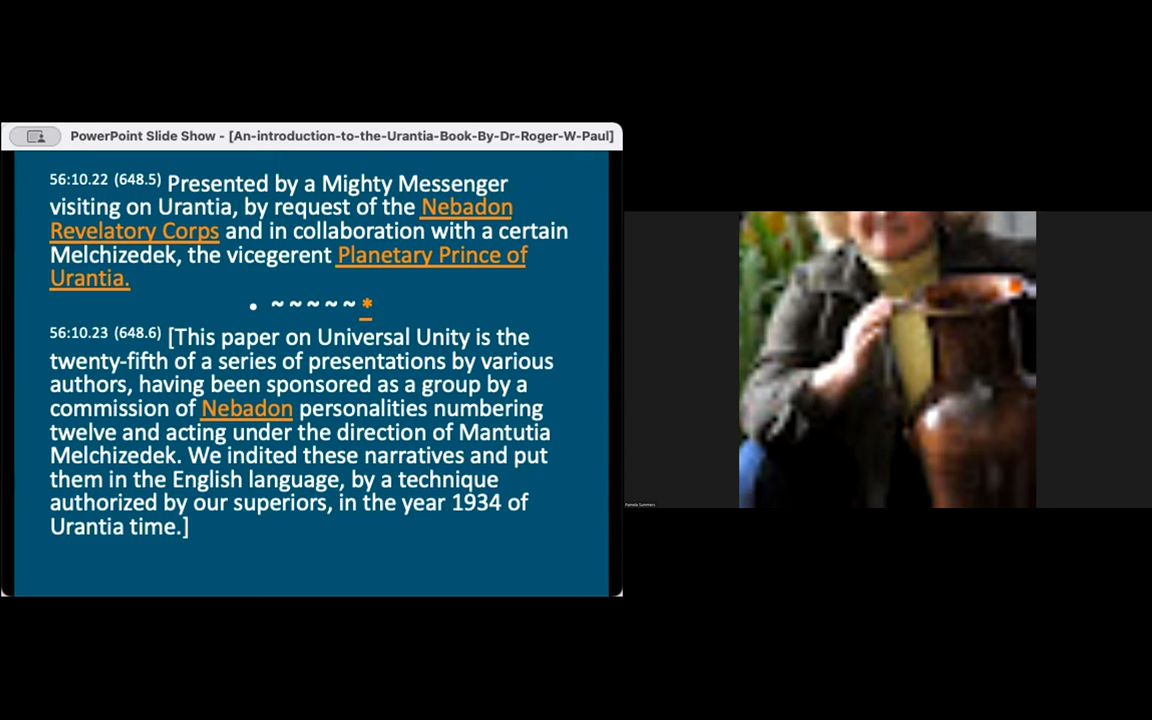 PowerPoint Slide Show - [An-introduction-to-the-Urantia-Book-By-Dr-Roger-W-Paul]
56:10.22 (648.5) Presented by a Mighty Messenger
visiting on Urantia, by request of the Nebadon
Revelatory Corps and in collaboration with a certain
Melchizedek, the vicegerent Planetary Prince of
Urantia.
• ~ ~ ~ ~ ~ *
56:10.23 (648.6) [This paper on Universal Unity is the
twenty-fifth of a series of presentations by various
authors, having been sponsored as a group by a
commission of Nebadon personalities numbering
twelve and acting under the direction of Mantutia
Melchizedek. We indited these narratives and put
them in the English language, by a technique
authorized by our superiors, in the year 1934 of
Urantia time.]
Pamela Summers